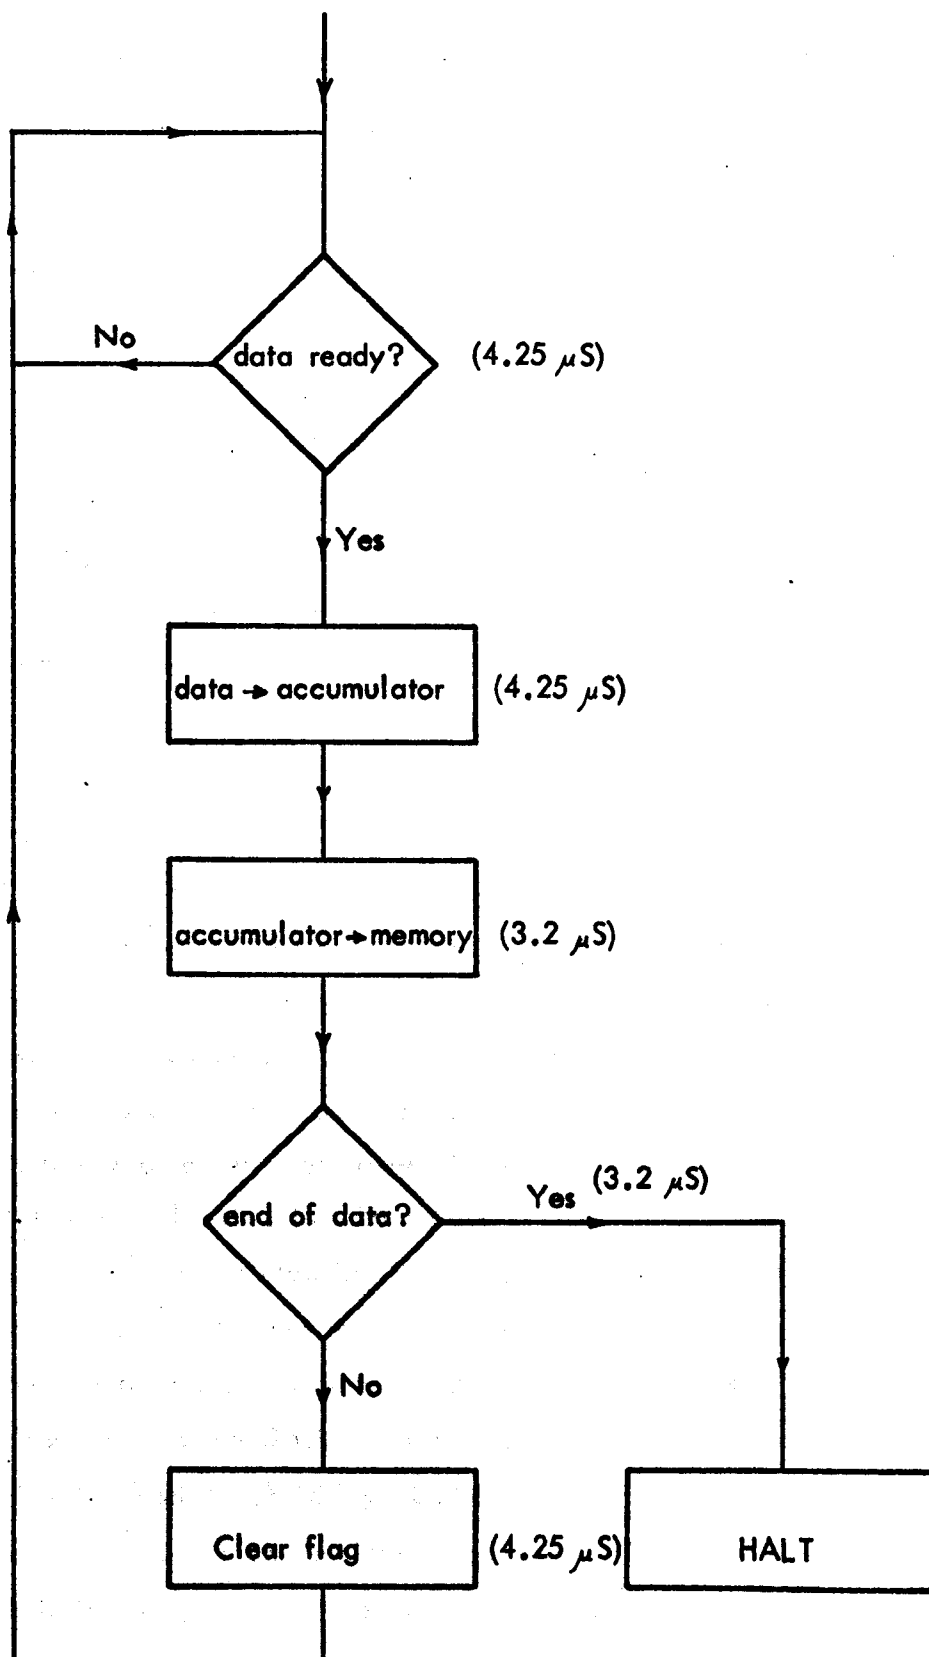 No
data ready?
(4.25 μS)
Yes
data → accumulator
(4.25 μS)
accumulator → memory
(3.2 μS)
end of data?
Yes
(3.2 μS)
No
Clear flag
(4.25 μS)
HALT